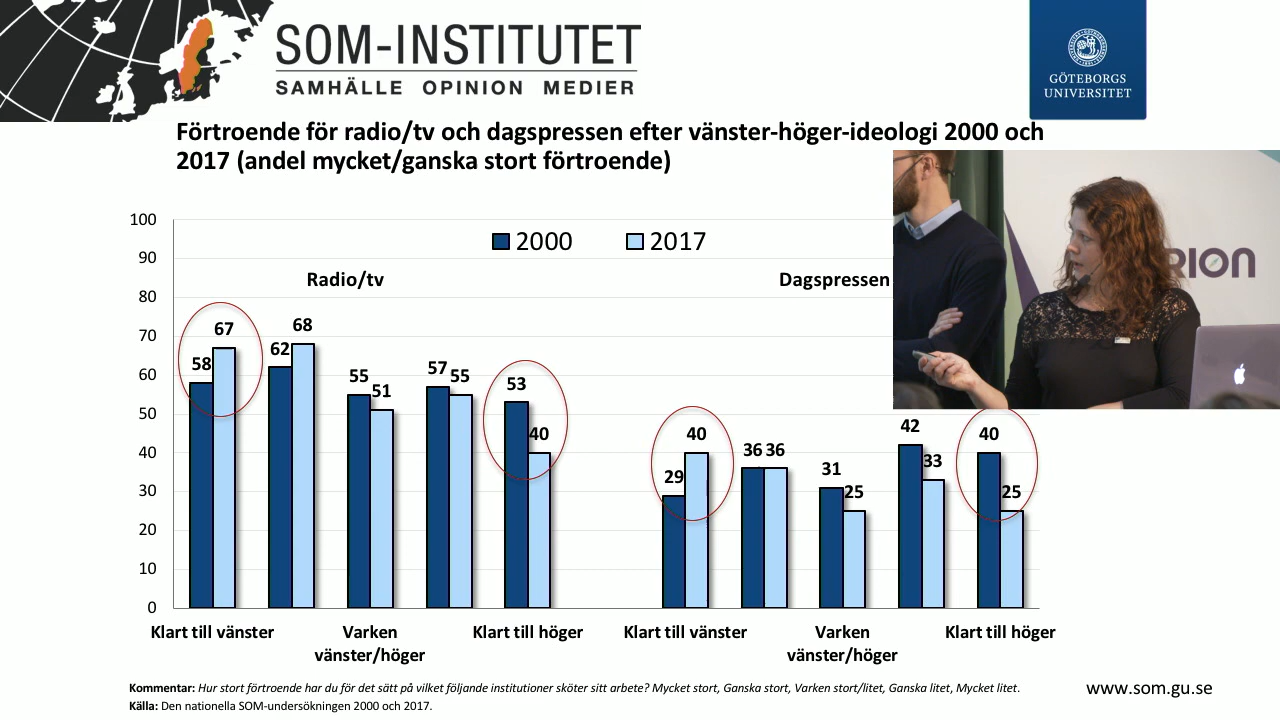 SOM-INSTITUTET
SAMHÄLLE OPINION MEDIER
GÖTEBORGS
UNIVERSITET
Förtroende för radio/tv och dagspressen efter vänster-höger-ideologi 2000 och
2017 (andel mycket/ganska stort förtroende)
100
90
80
70
60
50
40
30
20
10
0
2000 2017
Radio/tv
Dagspressen
58 67
62 68
55 51
57 55
53 40
29 40
36 36
31 25
42 33
40 25
Klart till vänster
Varken
vänster/höger
Klart till höger
Klart till vänster
Varken
vänster/höger
Klart till höger
RION
Kommentar: Hur stort förtroende har du för det sätt på vilket följande institutioner sköter sitt arbete? Mycket stort, Ganska stort, Varken stort/litet, Ganska litet, Mycket litet.
Källa: Den nationella SOM-undersökningen 2000 och 2017.
www.som.gu.se